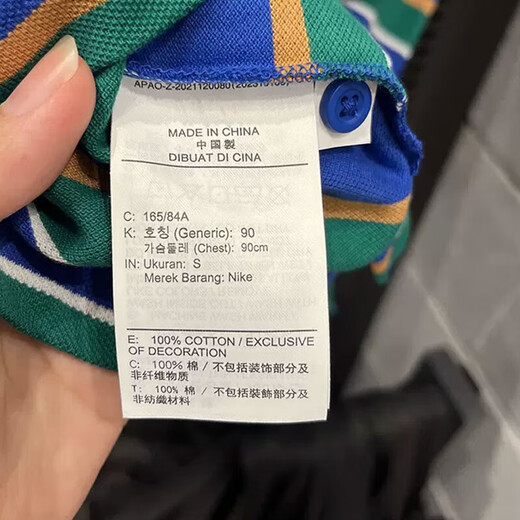 APAO-Z-2021120080(20231010S)
MADE IN CHINA
中国製
DIBUAT DI CINA
C: 165/84A
K: 호칭 (Generic): 90
가슴둘레 (Chest): 90cm
IN: Ukuran: S
Merek Barang: Nike
E: 100% COTTON / EXCLUSIVE
OF DECORATION
C: 100% 棉 / 不包括装饰部分及
非纤维物质
T: 100% 棉 / 不包括裝飾部分及
非紡織材料